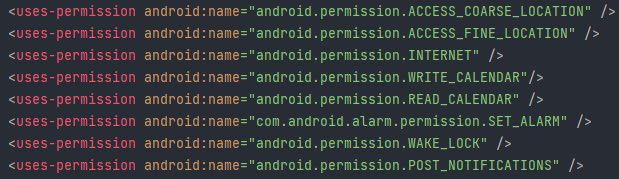 <uses-permission android:name="android.permission.ACCESS_COARSE_LOCATION" />
<uses-permission android:name="android.permission.ACCESS_FINE_LOCATION" />
<uses-permission android:name="android.permission.INTERNET" />
<uses-permission android:name="android.permission.WRITE_CALENDAR"/>
<uses-permission android:name="android.permission.READ_CALENDAR" />
<uses-permission android:name="com.android.alarm.permission.SET_ALARM" />
<uses-permission android:name="android.permission.WAKE_LOCK" />
<uses-permission android:name="android.permission.POST_NOTIFICATIONS" />